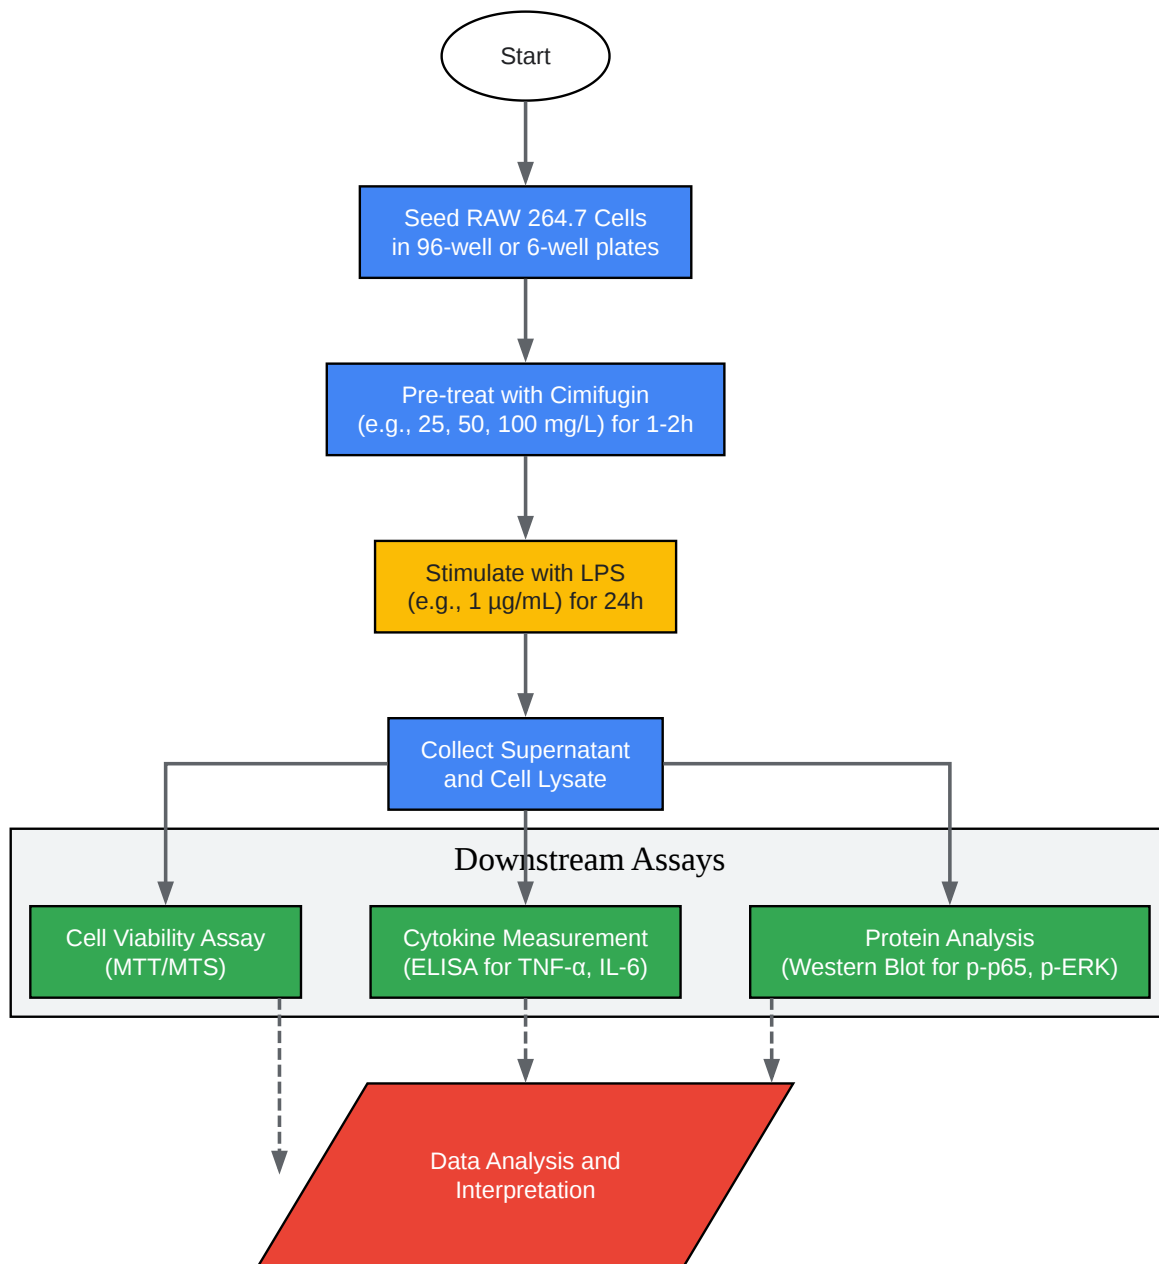 Start
Seed RAW 264.7 Cells
in 96-well or 6-well plates
Pre-treat with Cimifugin
(e.g., 25, 50, 100 mg/L) for 1-2h
Stimulate with LPS
(e.g., 1 µg/mL) for 24h
Collect Supernatant
and Cell Lysate
Downstream Assays
Cell Viability Assay
(MTT/MTS)
Cytokine Measurement
(ELISA for TNF-α, IL-6)
Protein Analysis
(Western Blot for p-p65, p-ERK)
Data Analysis and
Interpretation